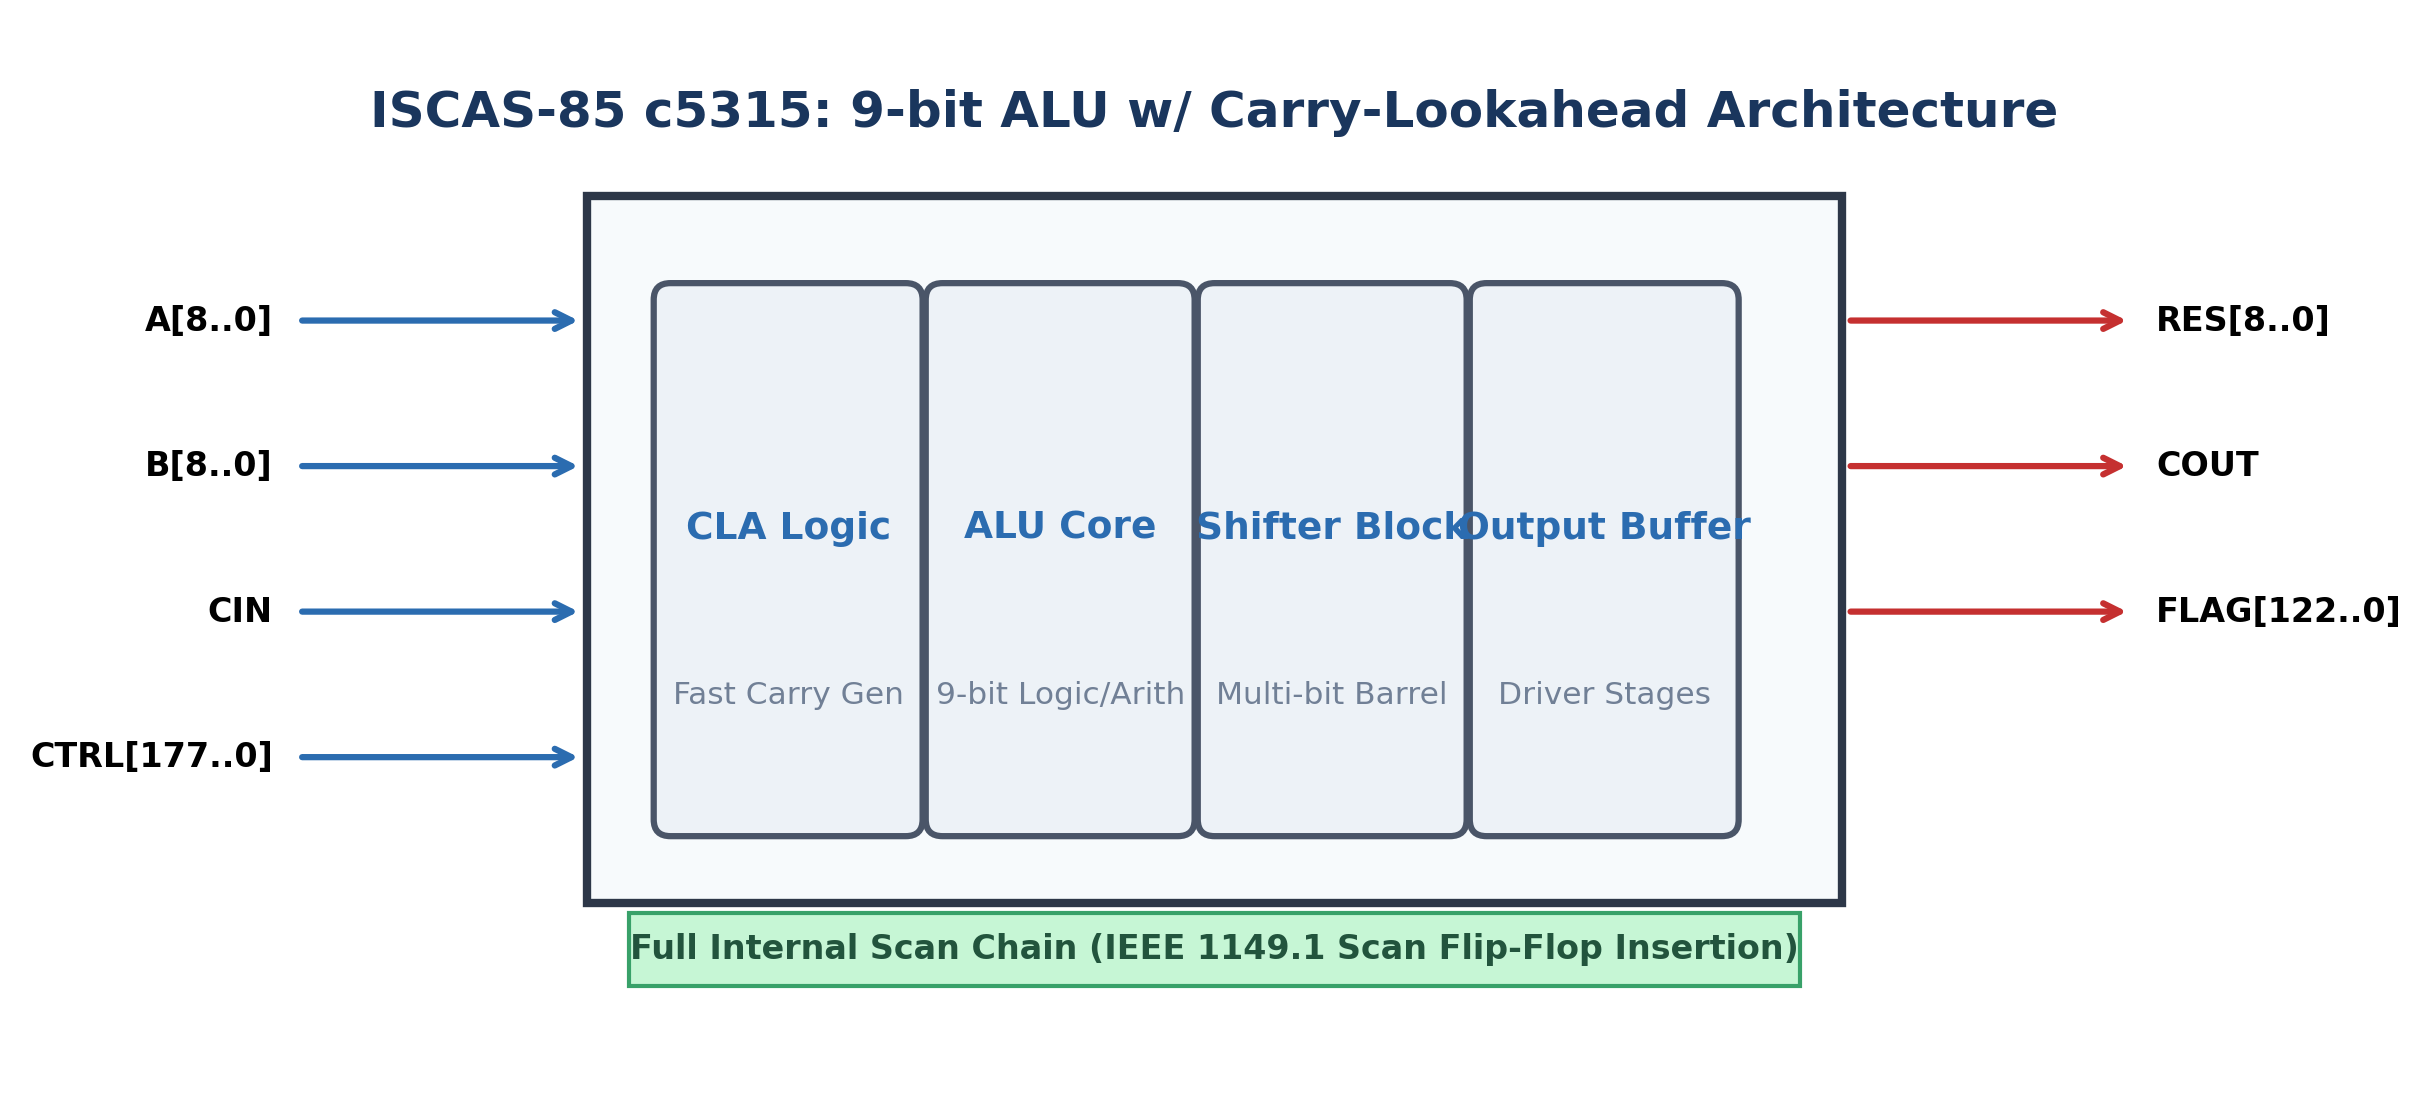 ISCAS-85 c5315: 9-bit ALU w/ Carry-Lookahead Architecture
A[8..0]
B[8..0]
CIN
CTRL[177..0]
CLA Logic
Fast Carry Gen
ALU Core
9-bit Logic/Arith
Shifter Block
Multi-bit Barrel
Output Buffer
Driver Stages
RES[8..0]
COUT
FLAG[122..0]
Full Internal Scan Chain (IEEE 1149.1 Scan Flip-Flop Insertion)